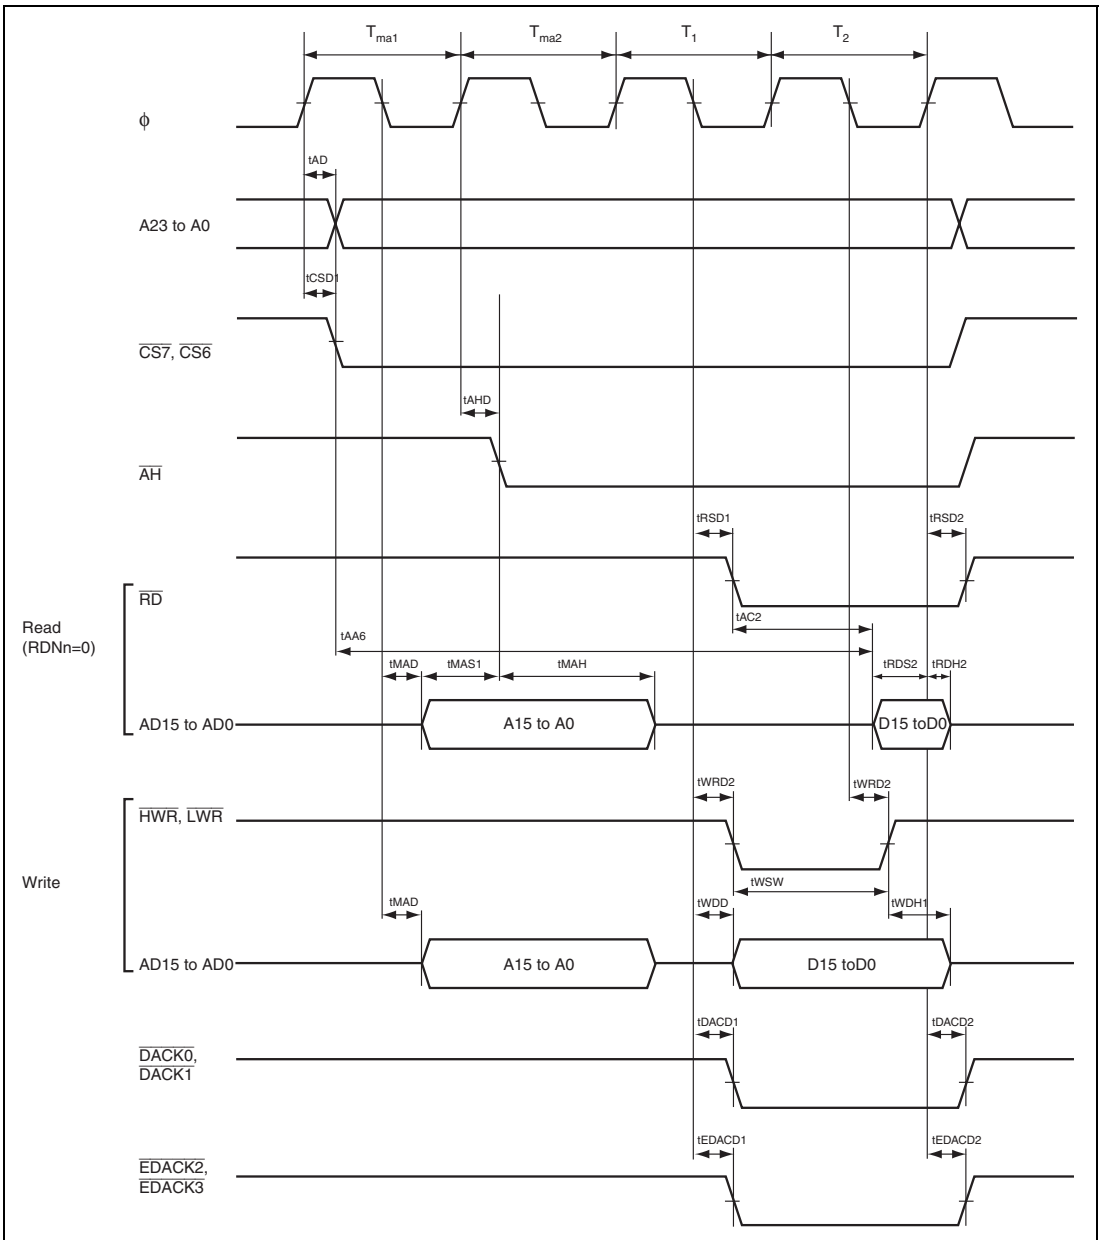 Tma1 Tma2 T1 T2
ϕ
tAD
A23 to A0
tCSD1
CS7, CS6
tAHD
AH
tRSD1 tRSD2
RD
tAC2
Read
(RDNn=0)
tAA6
tMAD tMAS1 tMAH tRDS2 tRDH2
AD15 to AD0 A15 to A0 D15 toD0
tWRD2 tWRD2
HWR, LWR
Write
tWSW
tMAD tWDD tWDH1
AD15 to AD0 A15 to A0 D15 toD0
tDACD1 tDACD2
DACK0,
DACK1
tEDACD1 tEDACD2
EDACK2,
EDACK3